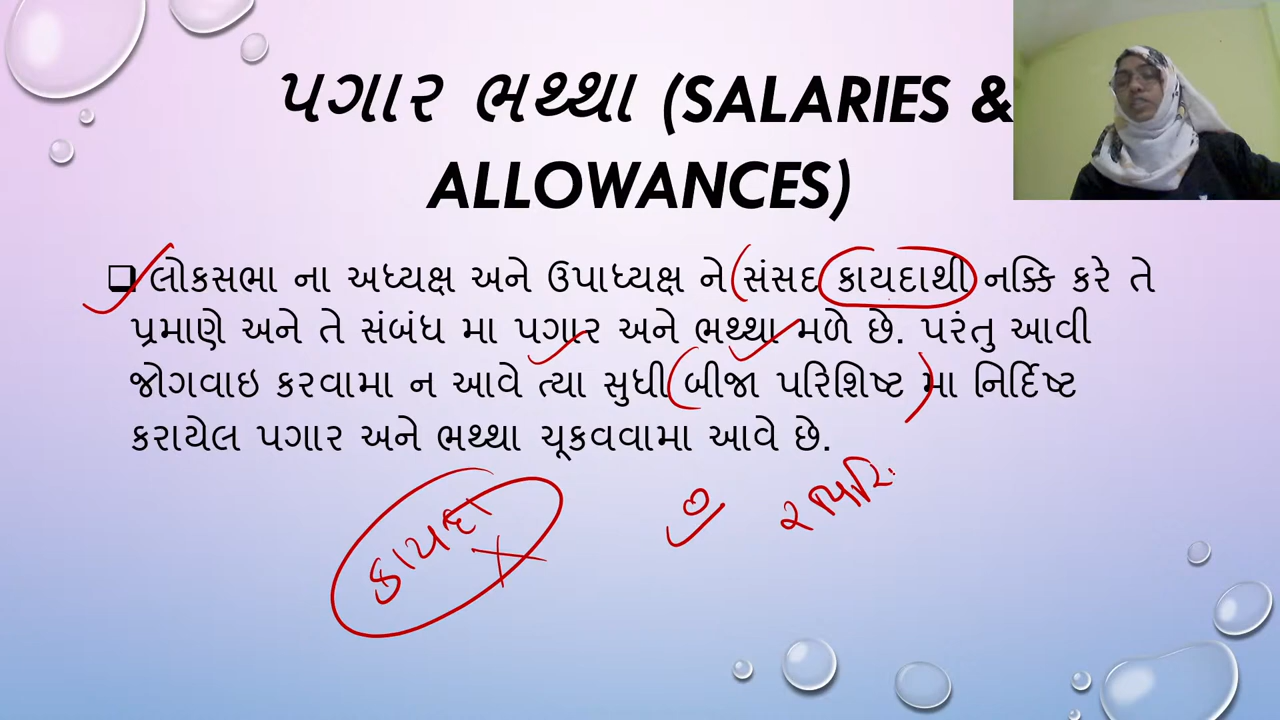 પગાર ભથ્થા (SALARIES &
ALLOWANCES)
❑ લોકસભા ના અધ્યક્ષ અને ઉપાધ્યક્ષ ને સંસદ કાયદાથી નક્કિ કરે તે
પ્રમાણે અને તે સંબંધ મા પગાર અને ભથ્થા મળે છે. પરંતુ આવી
જોગવાઇ કરવામા ન આવે ત્યા સુધી બીજા પરિશિષ્ટ મા નિર્દિષ્ટ
કરાયેલ પગાર અને ભથ્થા ચૂકવવામા આવે છે.
કાયદા